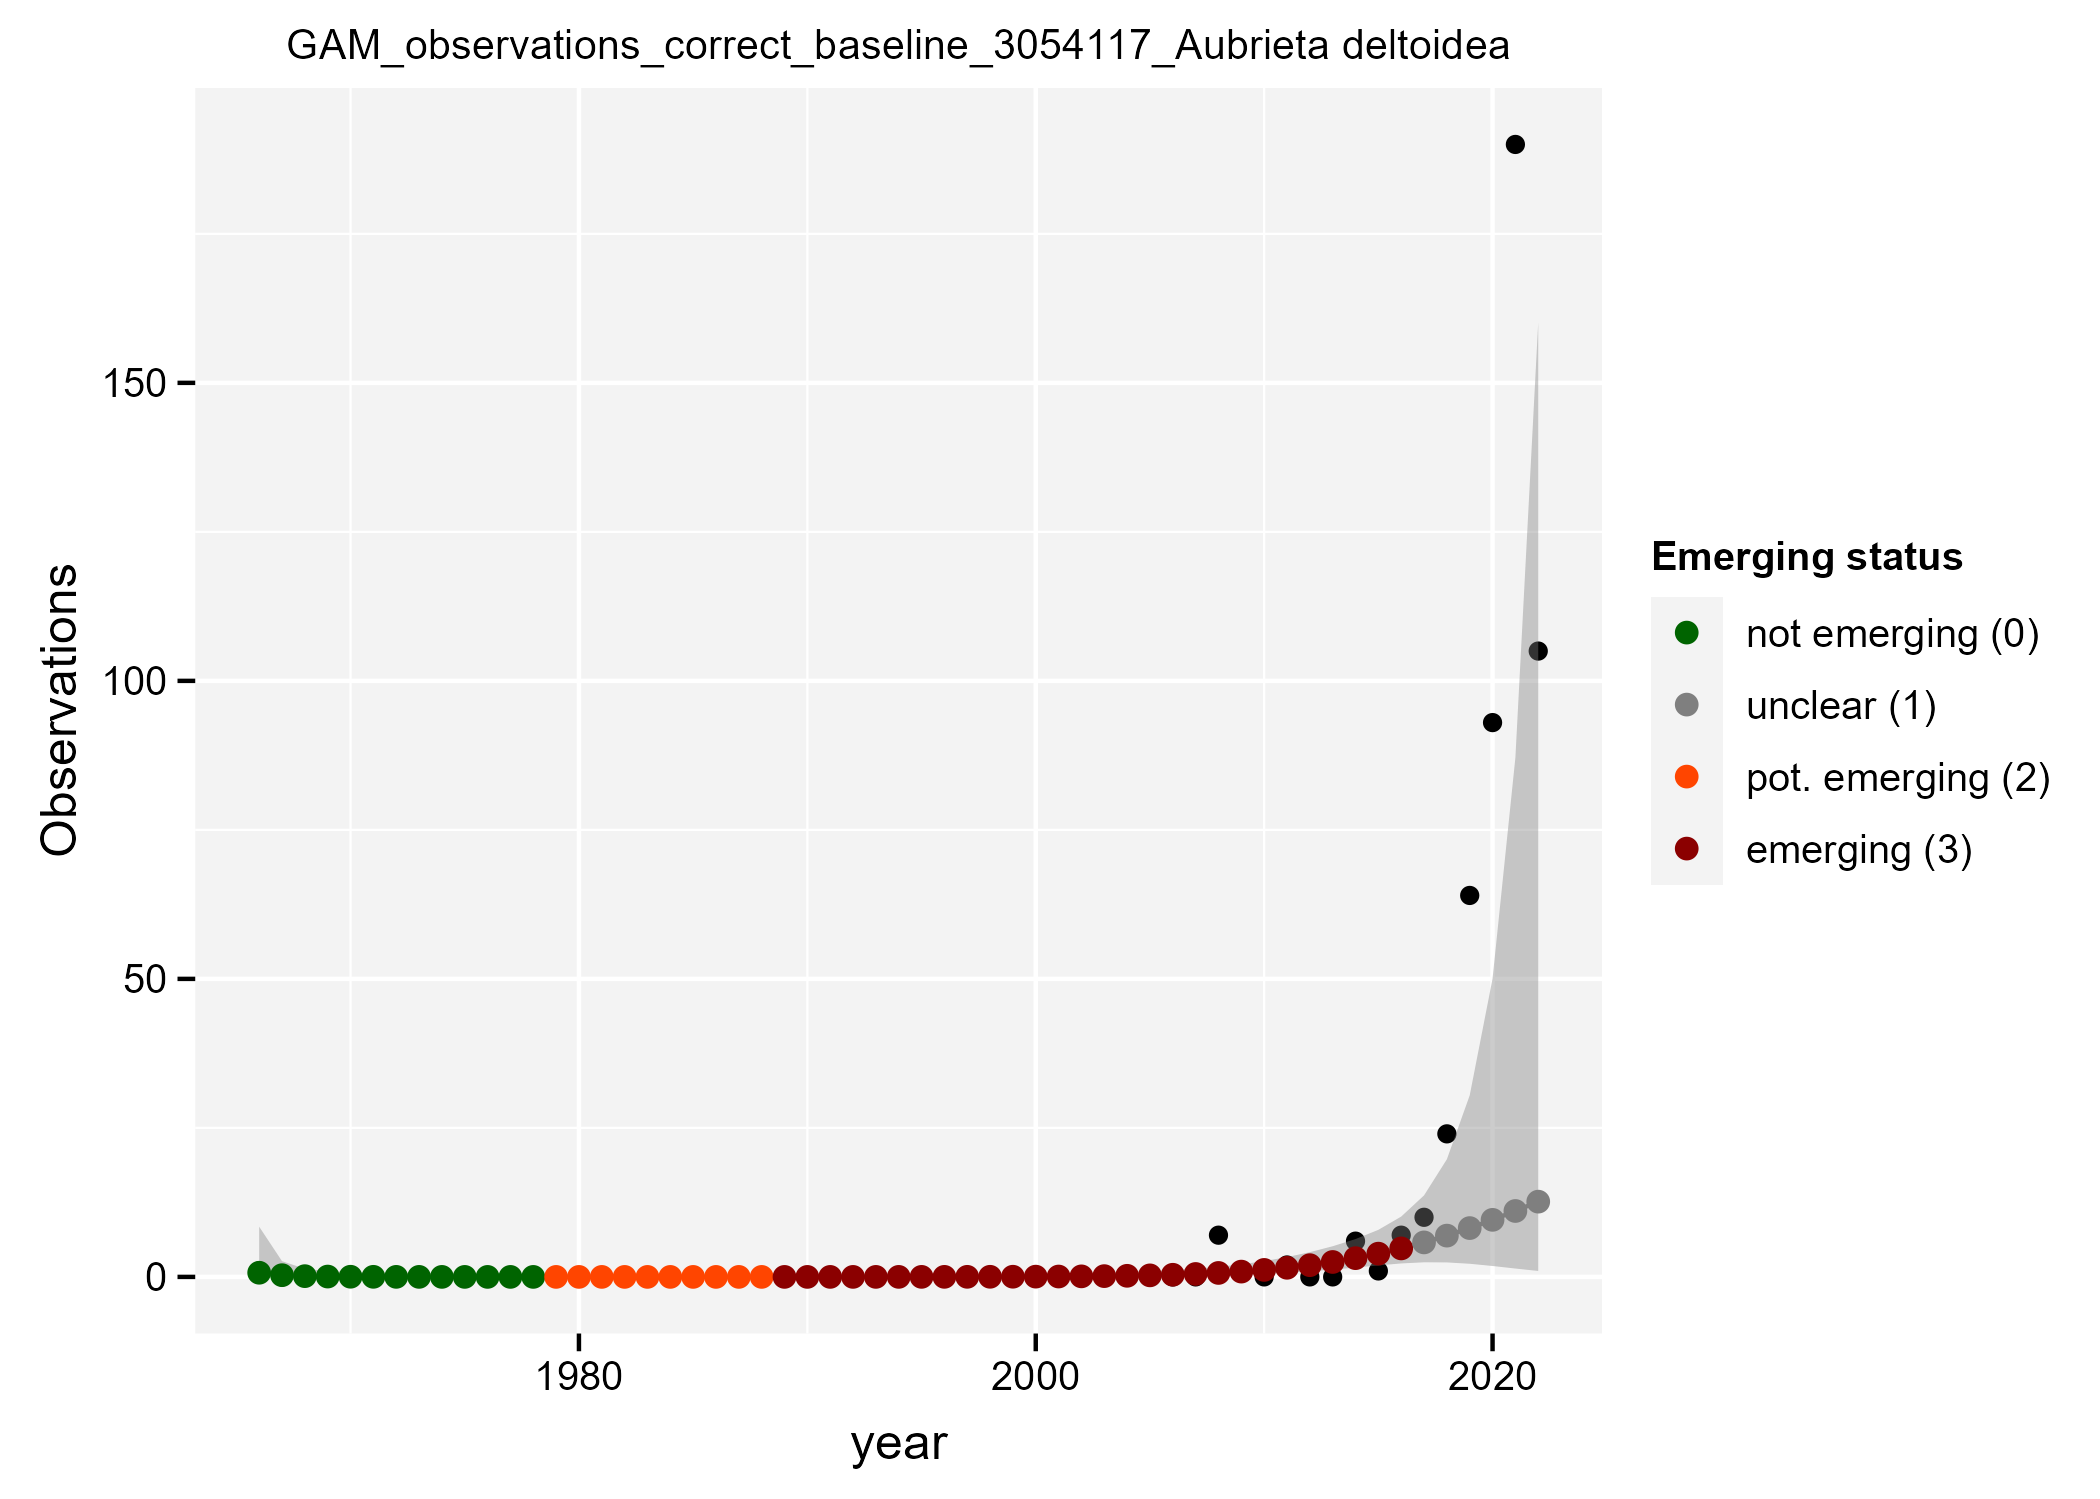 GAM_observations_correct_baseline_3054117_Aubrieta deltoidea
Observations
150
100
50
0
1980
2000
2020
year
Emerging status
not emerging (0)
unclear (1)
pot. emerging (2)
emerging (3)